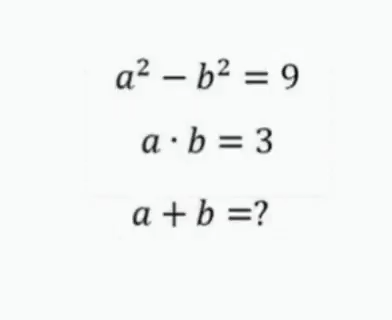 a² − b² = 9
a · b = 3
a + b =?